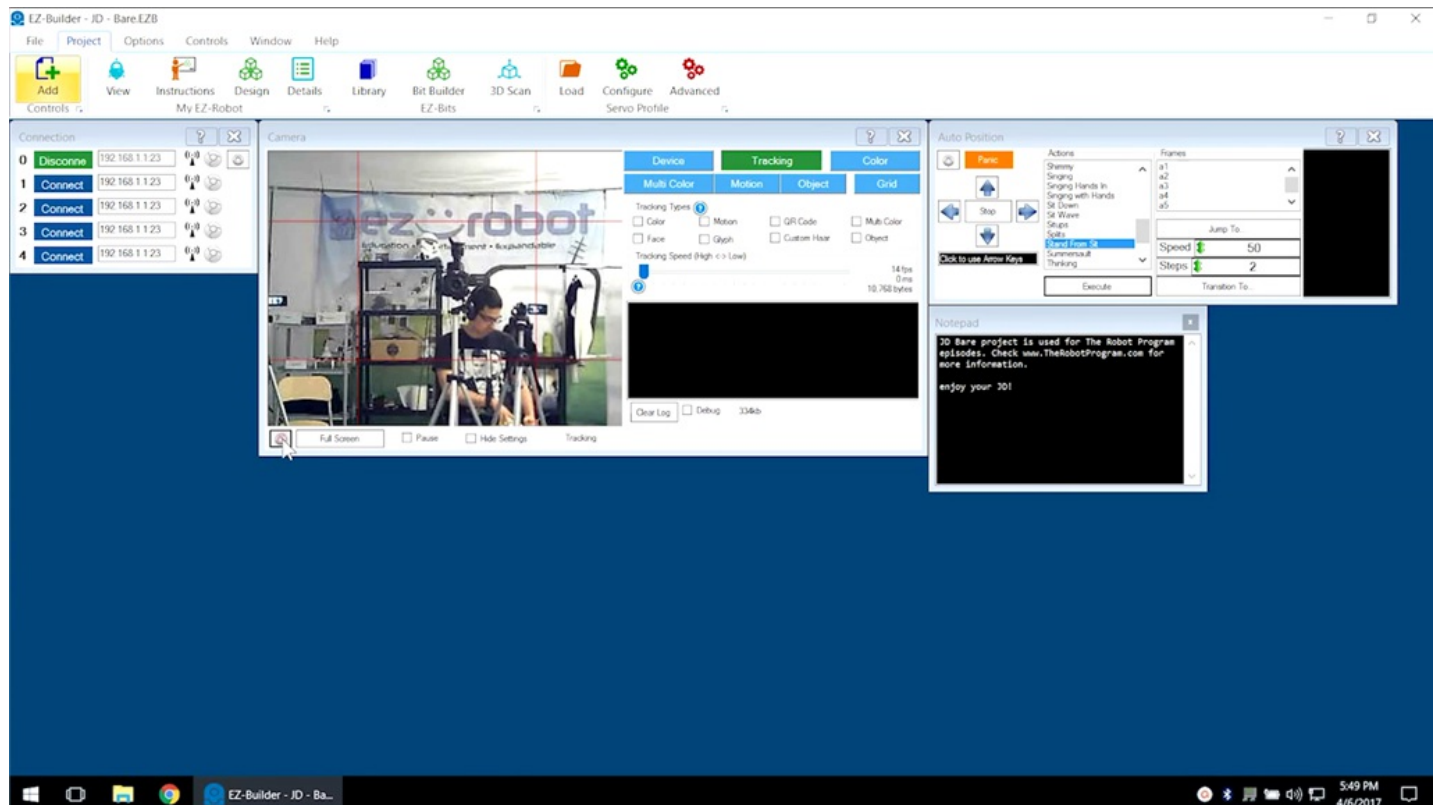 EZ-Builder - JD - Bare.EZB
File Project Options Controls Window Help
Add View Instructions Design Details Library Bit Builder 3D Scan Load Configure Advanced
Controls My EZ-Robot EZ-Bits Servo Profile
Connection
0 Disconne 192.168.1.1:23
1 Connect 192.168.1.1:23
2 Connect 192.168.1.1:23
3 Connect 192.168.1.1:23
4 Connect 192.168.1.1:23
Camera
ez robot
Expandable
Device Tracking Color
Multi Color Motion Object Grid
Tracking Types
Color Motion QR Code Multi Color
Face Glyph Custom Haar Object
Tracking Speed (High <-> Low)
14 fps
0 ms
10,768 bytes
Clear Log Debug 334kb
Full Screen Pause Hide Settings Tracking
Auto Position
Panic
Stop
Click to use Arrow Keys
Actions
Shimmy
Singing
Singing Hands In
Singing with Hands
Sit Down
Sit Wave
Situps
Splits
Stand From Sit
Summersault
Thinking
Execute
Frames
a1
a2
a3
a4
a5
Jump To...
Speed 50
Steps 2
Transition To...
Notepad
JD Bare project is used for The Robot Program
episodes. Check www.TheRobotProgram.com for
more information.
enjoy your JD!
EZ-Builder - JD - Ba...
5:49 PM
4/6/2017